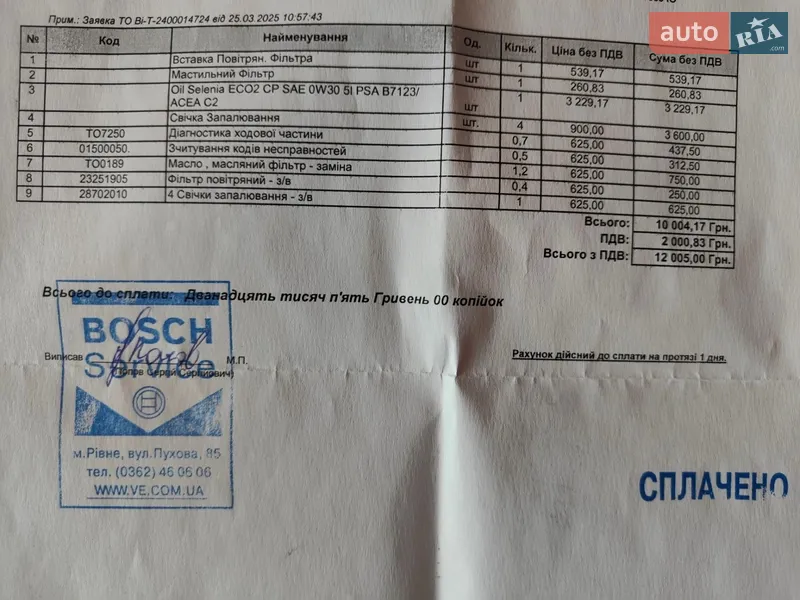 Прим.: Заявка ТО Ві-Т-2400014724 від 25.03.2025 10:57:43
auto RIA .com
№ Код Найменування Од. Кільк. Ціна без ПДВ Сума без ПДВ
1 Вставка Повітрян. Фільтра шт 1 539,17 539,17
2 Мастильний Фільтр шт 1 260,83 260,83
3 Oil Selenia ECO2 CP SAE 0W30 5l PSA B7123/ 1 3 229,17 3 229,17
ACEA C2 шт
4 Свічка Запалювання шт. 4 900,00 3 600,00
5 ТО7250 Діагностика ходової частини 0,7 625,00 437,50
6 01500050. Зчитування кодів несправностей 0,5 625,00 312,50
7 ТО0189 Масло , масляний фільтр - заміна 1,2 625,00 750,00
8 23251905 Фільтр повітряний - з/в 0,4 625,00 250,00
9 28702010 4 Свічки запалювання - з/в 1 625,00 625,00
Всього: 10 004,17 Грн.
ПДВ: 2 000,83 Грн.
Всього з ПДВ: 12 005,00 Грн.
Всього до сплати: Дванадцять тисяч п'ять Гривень 00 копійок
BOSCH
Service
Виписав М.П.
Рахунок дійсний до сплати на протязі 1 дня.
м.Рівне, вул.Пухова, 85
тел. (0362) 46 06 06
WWW.VE.COM.UA
СПЛАЧЕНО